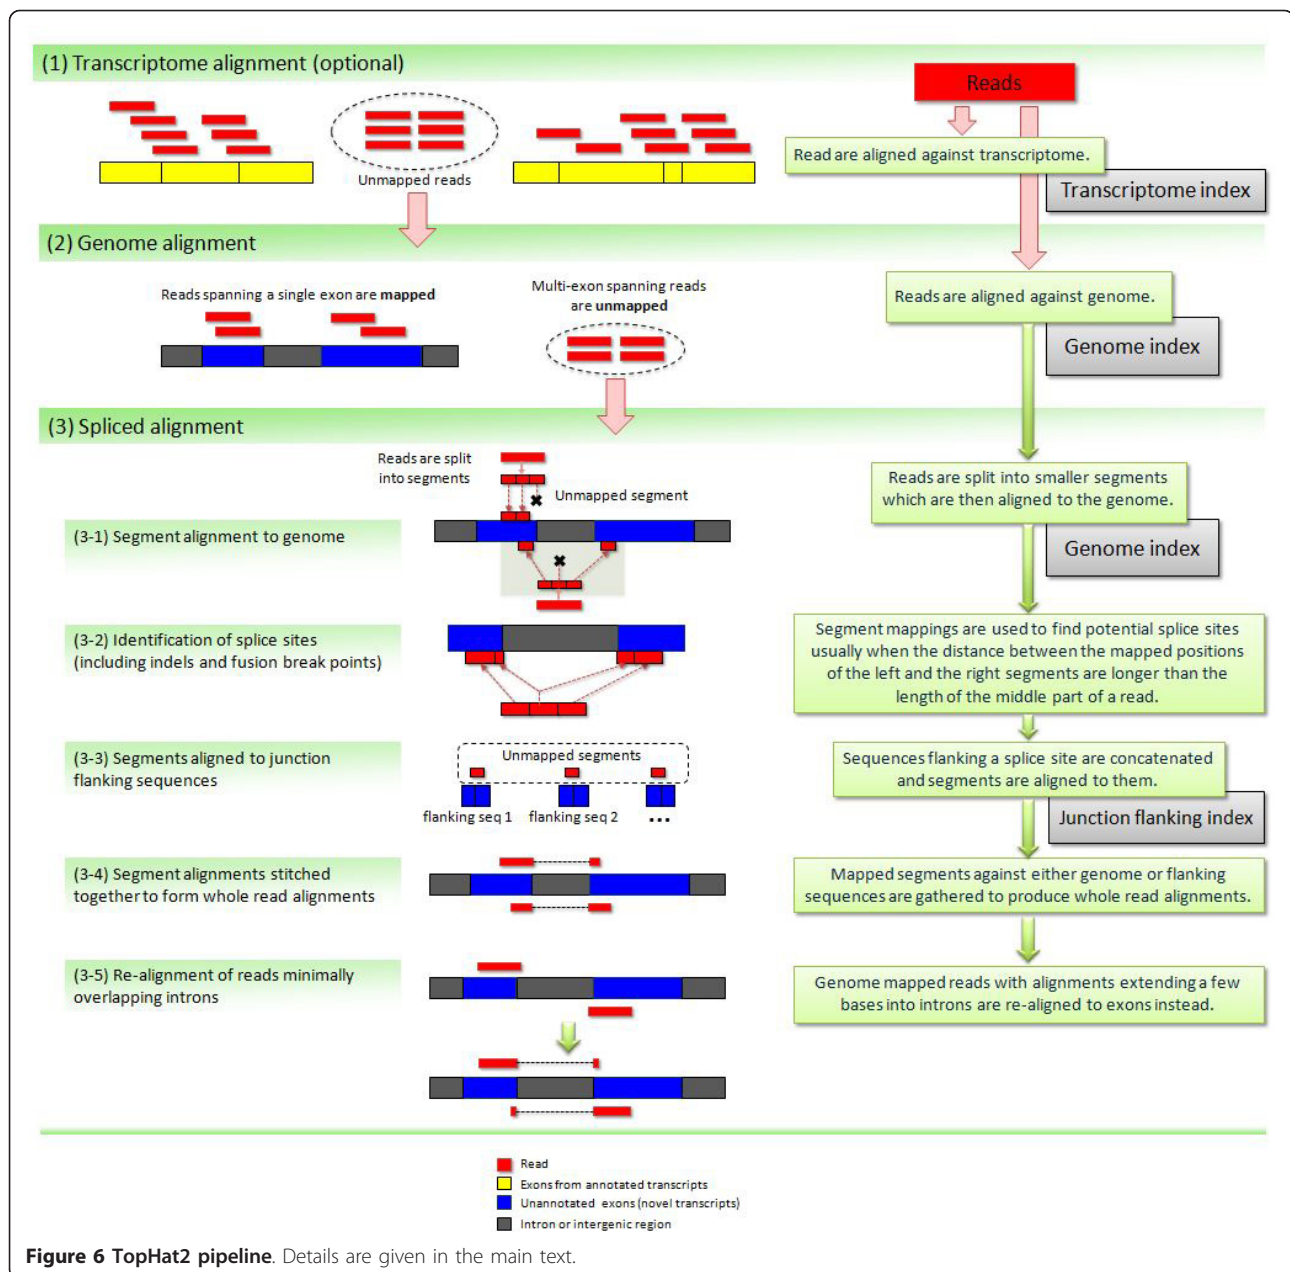 (1) Transcriptome alignment (optional)
Reads
Unmapped reads
Read are aligned against transcriptome.
Transcriptome index
(2) Genome alignment
Reads spanning a single exon are mapped
Multi-exon spanning reads
are unmapped
Reads are aligned against genome.
Genome index
(3) Spliced alignment
Reads are split
into segments
Unmapped segment
Reads are split into smaller segments
which are then aligned to the genome.
(3-1) Segment alignment to genome
Genome index
(3-2) Identification of splice sites
(including indels and fusion break points)
Segment mappings are used to find potential splice sites
usually when the distance between the mapped positions
of the left and the right segments are longer than the
length of the middle part of a read.
(3-3) Segments aligned to junction
flanking sequences
Unmapped segments
flanking seq 1
flanking seq 2
...
Sequences flanking a splice site are concatenated
and segments are aligned to them.
Junction flanking index
(3-4) Segment alignments stitched
together to form whole read alignments
Mapped segments against either genome or flanking
sequences are gathered to produce whole read alignments.
(3-5) Re-alignment of reads minimally
overlapping introns
Genome mapped reads with alignments extending a few
bases into introns are re-aligned to exons instead.
Read
Exons from annotated transcripts
Unannotated exons (novel transcripts)
Intron or intergenic region
Figure 6 TopHat2 pipeline. Details are given in the main text.